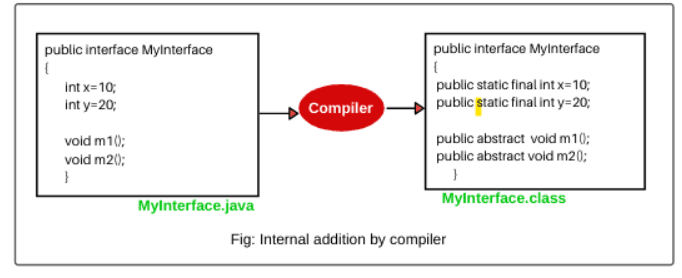 public interface MyInterface
{
int x=10;
int y=20;
void m1();
void m2();
}
MyInterface.java
Compiler
public interface MyInterface
{
public static final int x=10;
public static final int y=20;
public abstract  void m1();
public abstract void m2();
}
MyInterface.class
Fig: Internal addition by compiler